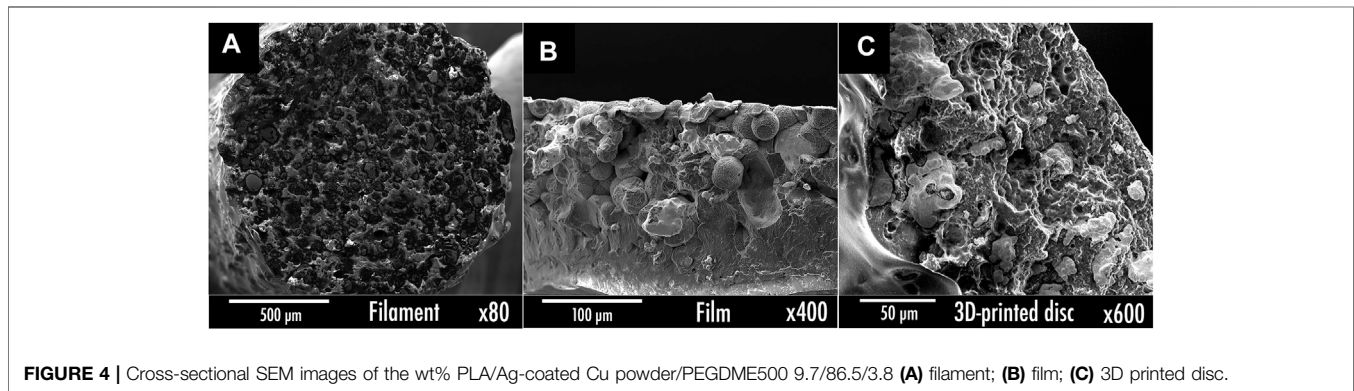 A
B
C
500 µm Filament x80
100 µm Film x400
50 µm 3D-printed disc x600
FIGURE 4 | Cross-sectional SEM images of the wt% PLA/Ag-coated Cu powder/PEGDME500 9.7/86.5/3.8 (A) filament; (B) film; (C) 3D printed disc.